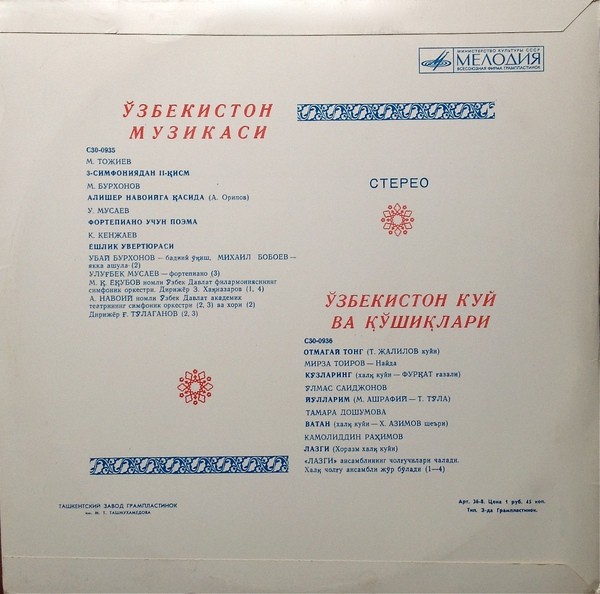 МИНИСТЕРСТВО КУЛЬТУРЫ СССР
МЕЛОДИЯ
ВСЕСОЮЗНАЯ ФИРМА ГРАМПЛАСТИНОК
ЎЗБЕКИСТОН
МУЗИКАСИ
С30-0935
М. ТОЖИЕВ
3-СИМФОНИЯДАН II-ҚИСМ
М. БУРХОНОВ
АЛИШЕР НАВОИЙГА ҚАСИДА (А. Орипов)
У. МУСАЕВ
ФОРТЕПИАНО УЧУН ПОЭМА
К. КЕНЖАЕВ
ЁШЛИК УВЕРТЮРАСИ
УБАЙ БУРХОНОВ — бадиий ўқиш, МИХАИЛ БОБОЕВ —
якка ашула (2)
УЛУҒБЕК МУСАЕВ — фортепиано (3)
М. Қ. ЁҚУБОВ номли Ўзбек Давлат филармониясининг
симфоник оркестри. Дирижёр З. Ҳақназаров (1, 4)
А. НАВОИЙ номли Ўзбек Давлат академик
театрининг симфоник оркестри (2, 3) ва хори (2)
Дирижёр Ғ. ТЎЛАГАНОВ (2, 3)
СТЕРЕО
ЎЗБЕКИСТОН КУЙ
ВА ҚЎШИҚЛАРИ
С30-0936
ОТМАГАЙ ТОНГ (Т. ЖАЛИЛОВ куйи)
МИРЗА ТОИРОВ — Найда
КЎЗЛАРИНГ (халқ куйи — ФУРҚАТ ғазали)
ЎЛМАС САИДЖОНОВ
ЙЎЛЛАРИМ (М. АШРАФИЙ — Т. ТЎЛА)
ТАМАРА ДОШУМОВА
ВАТАН (халқ куйи — Х. АЗИМОВ шеъри)
КАМОЛИДДИН РАҲИМОВ
ЛАЗГИ (Хоразм халқ куйи)
«ЛАЗГИ» ансамблининг чолғучилари чалади.
Халқ чолғу ансамбли жўр бўлади (1—4)
ТАШКЕНТСКИЙ ЗАВОД ГРАМПЛАСТИНОК
им. М. Т. ТАШМУХАМЕДОВА
Арт. 36-8. Цена 1 руб. 45 коп.
Тип. З-да Грампластинок.